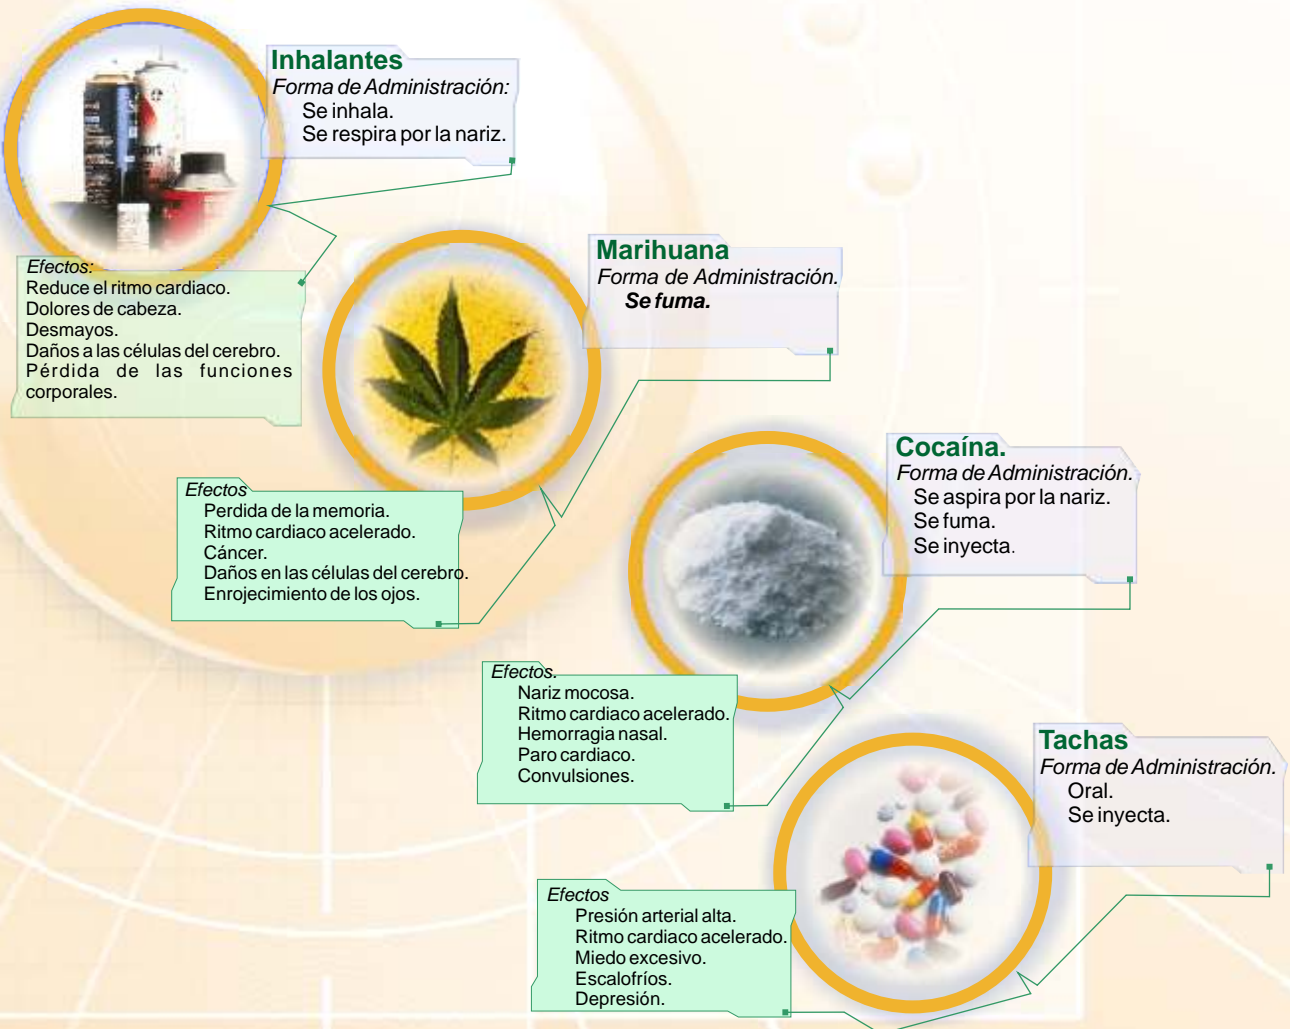 Inhalantes
Forma de Administración:
Se inhala.
Se respira por la nariz.
Efectos:
Reduce el ritmo cardiaco.
Dolores de cabeza.
Desmayos.
Daños a las células del cerebro.
Pérdida de las funciones
corporales.
Marihuana
Forma de Administración.
Se fuma.
Efectos
Perdida de la memoria.
Ritmo cardiaco acelerado.
Cáncer.
Daños en las células del cerebro.
Enrojecimiento de los ojos.
Cocaína.
Forma de Administración.
Se aspira por la nariz.
Se fuma.
Se inyecta.
Efectos.
Nariz mocosa.
Ritmo cardiaco acelerado.
Hemorragia nasal.
Paro cardiaco.
Convulsiones.
Tachas
Forma de Administración.
Oral.
Se inyecta.
Efectos
Presión arterial alta.
Ritmo cardiaco acelerado.
Miedo excesivo.
Escalofríos.
Depresión.